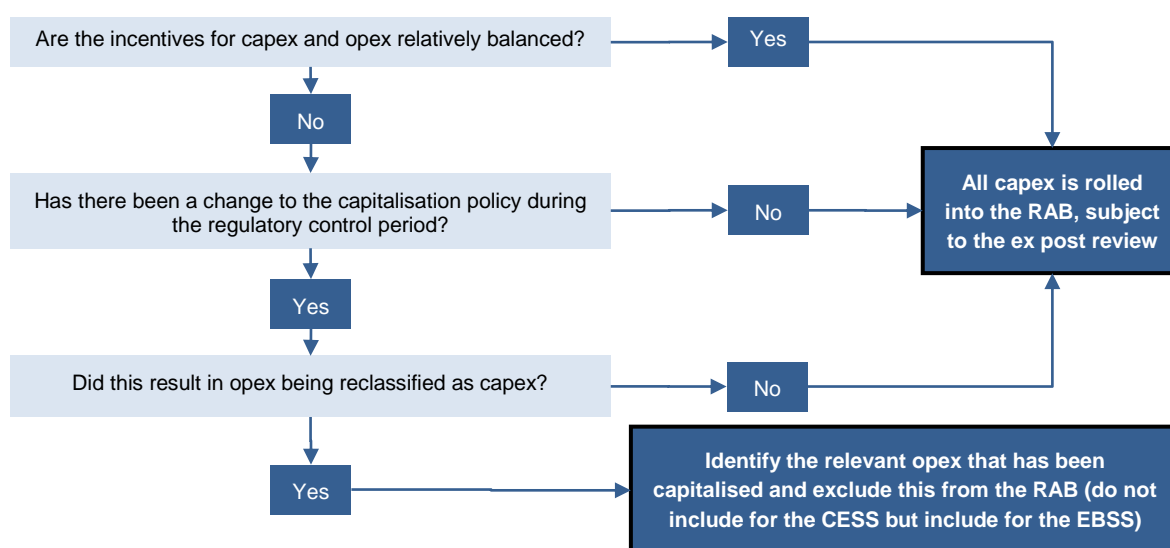 Are the incentives for capex and opex relatively balanced?
Yes
No
All capex is rolled
into the RAB, subject
to the ex post review
Has there been a change to the capitalisation policy during
the regulatory control period?
No
Yes
Did this result in opex being reclassified as capex?
No
Yes
Identify the relevant opex that has been
capitalised and exclude this from the RAB (do not
include for the CESS but include for the EBSS)